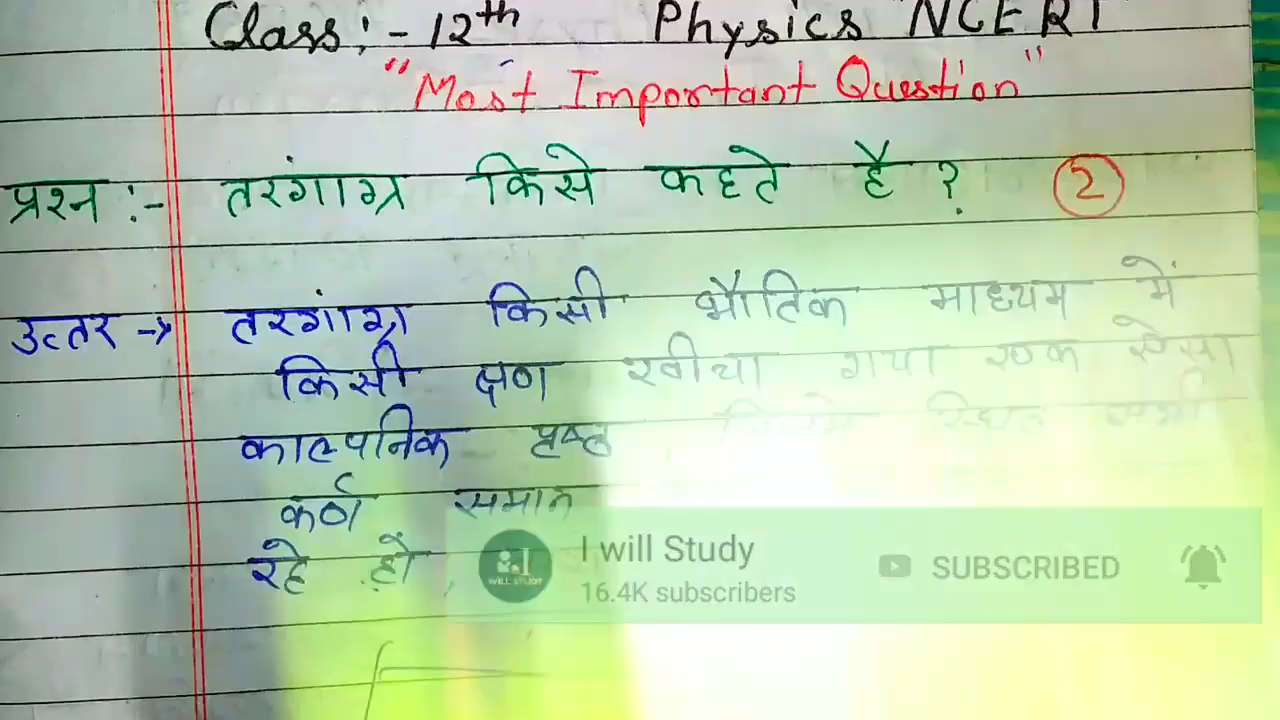 Class:- 12th Physics NCERT
"Most Important Question"
प्रश्न:- तरंगाग्र किसे कहते है? 2
उत्तर → तरंगाग्र किसी भौतिक माध्यम में
किसी क्षण खीचा गया एक ऐसा
काल्पनिक पृष्ठ स्थित सभी
कण समान
रहे हो
I will Study
16.4K subscribers
SUBSCRIBED